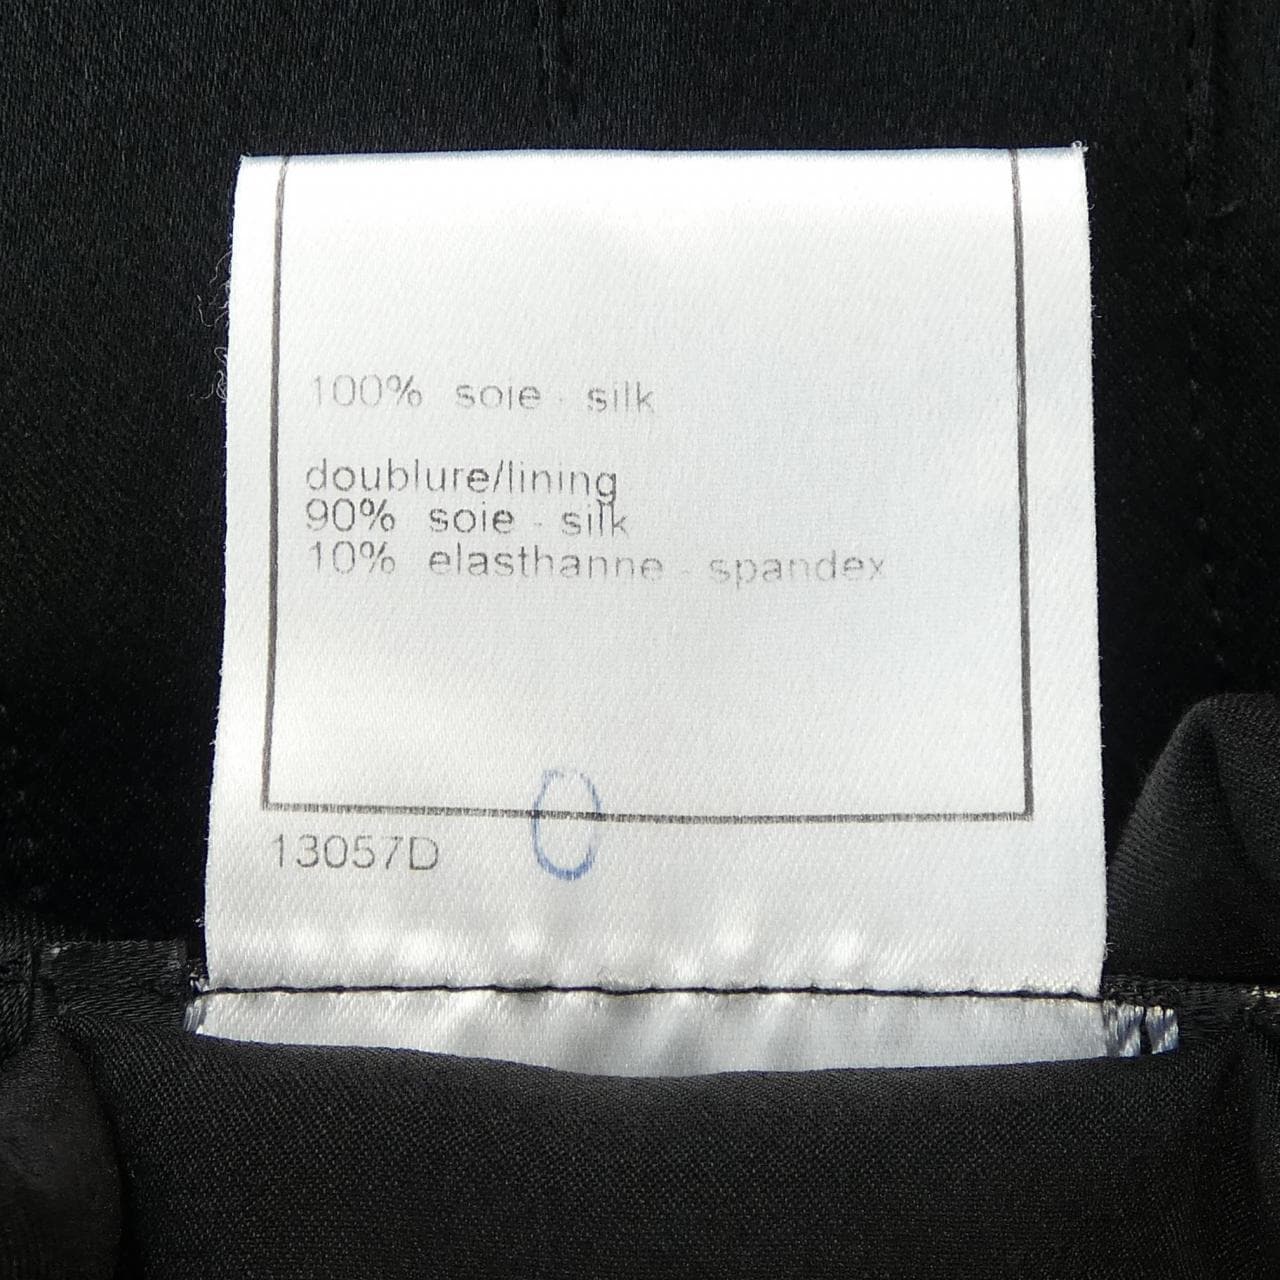 100% soie - silk
doublure/lining
90% soie - silk
10% elasthanne - spandex
13057D